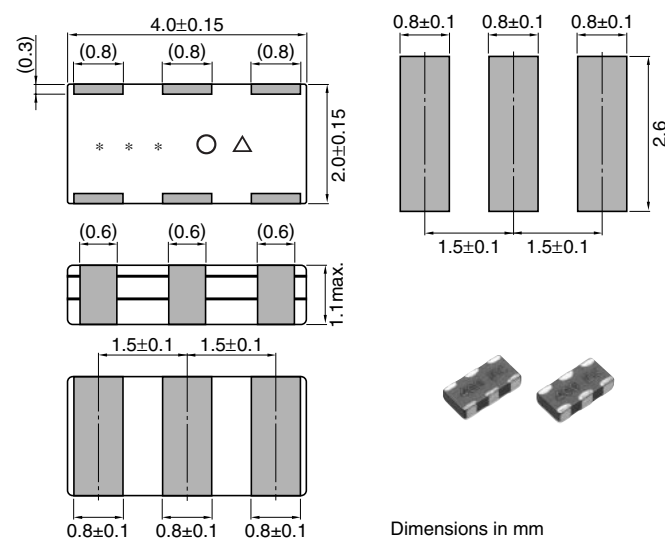 4.0±0.15
(0.8) (0.8) (0.8)
(0.3)
* * * ○ △
2.0±0.15
(0.6) (0.6) (0.6)
1.1max.
1.5±0.1 1.5±0.1
0.8±0.1 0.8±0.1 0.8±0.1
0.8±0.1 0.8±0.1 0.8±0.1
2.6
1.5±0.1 1.5±0.1
Dimensions in mm